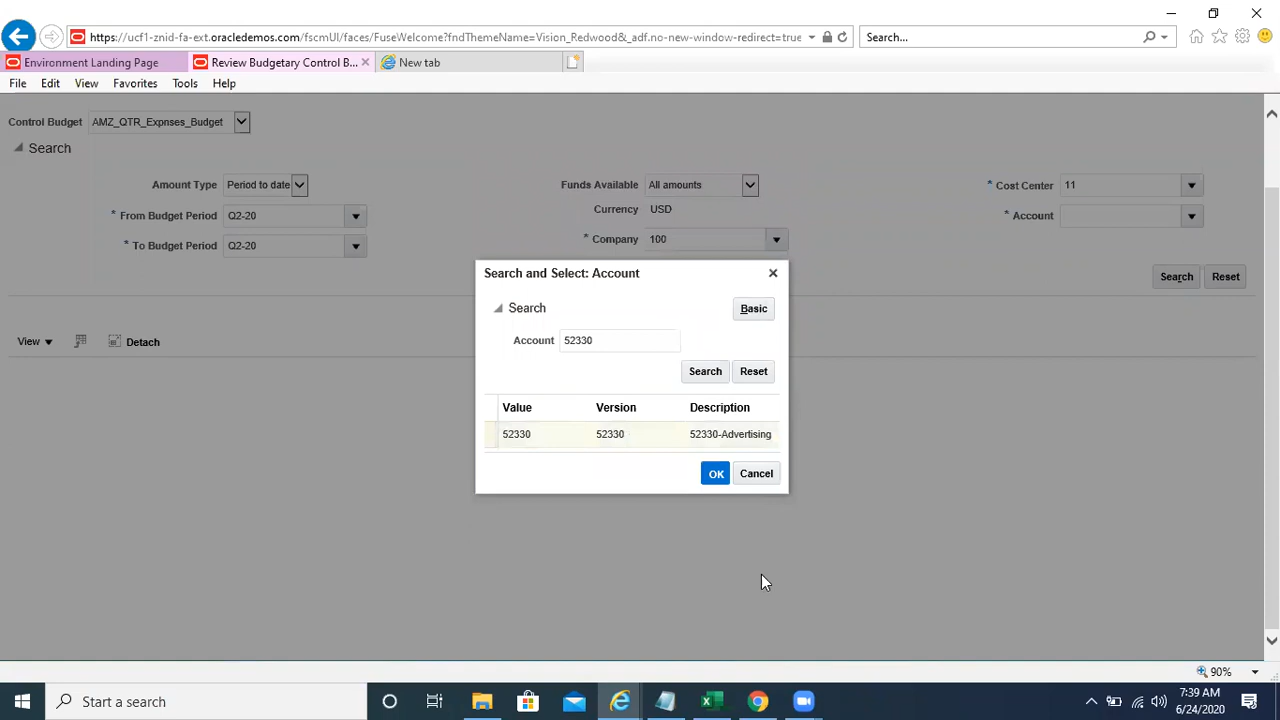 https://ucf1-znid-fa-ext.oracledemos.com/fscmUI/faces/FuseWelcome?fndThemeName=Vision_Redwood&_adf.no-new-window-redirect=true
Search...
Environment Landing Page
Review Budgetary Control B...
New tab
File Edit View Favorites Tools Help
Control Budget AMZ_QTR_Expnses_Budget
Search
Amount Type Period to date Funds Available All amounts * Cost Center 11
* From Budget Period Q2-20 Currency USD * Account
* To Budget Period Q2-20 * Company 100
Search and Select: Account
Search Reset
Search Basic
Account 52330
View Detach
Search Reset
Value Version Description
52330 52330 52330-Advertising
OK Cancel
90%
Start a search
7:39 AM
6/24/2020